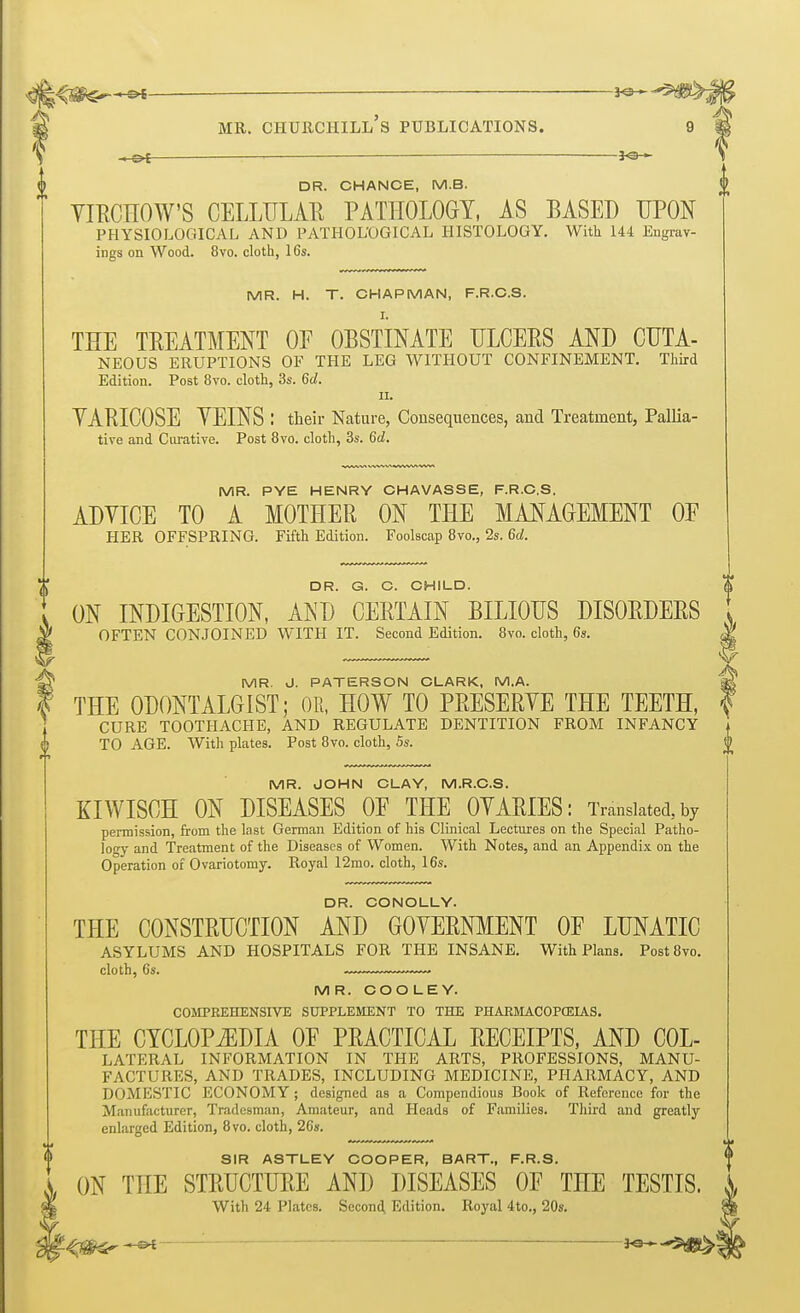 MR. CHURCHILL'S PUBLICATIONS. 9
DR. CHANCE, M.B.
VIRCHOW'S CELLULAR PATHOLOGY, AS BASED UPON
PHYSIOLOGICAL AND PATHOLOGICAL HISTOLOGY. With 144 Engrav-
ings on Wood. 8vo. cloth, 16s.
MR. H. T. CHAPMAN, F.R.C.S.
I.
THE TREATMENT OF OBSTINATE ULCERS AND CUTA-
NEOUS ERUPTIONS OF THE LEG WITHOUT CONFINEMENT. Third
Edition. Post 8vo. cloth, 3s. 6d.
II.
VARICOSE VEINS: their Nature, Consequences, and Treatment, Pallia-
tive and Curative. Post 8vo. cloth, 3s. 6d.
MR. PYE HENRY CHAVASSE, F.R.C.S.
ADVICE TO A MOTHER ON THE MANAGEMENT OF
HER OFFSPRING. Fifth Edition. Foolscap 8vo., 2s. 6d.
DR. G. C. CHILD.
ON INDIGESTION, AND CERTAIN BILIOUS DISORDERS
OFTEN CONJOINED WITH IT. Second Edition. 8vo. cloth, 6s.
MR. J. PATERSON CLARK, M.A.
THE ODONTALGIST; OR, HOW TO PRESERVE THE TEETH,
CURE TOOTHACHE, AND REGULATE DENTITION FROM INFANCY
TO AGE. With plates. Post 8vo. cloth, 5s.
MR. JOHN CLAY, M.R.C.S.
KIWISCH ON DISEASES OF THE OVARIES: Translated, by
permission, from the last German Edition of his Clinical Lectures on the Special Patho-
logy and Treatment of the Diseases of Women. With Notes, and an Appendix on the
Operation of Ovariotomy. Royal 12mo. cloth, 16s.
DR. CONOLLY.
THE CONSTRUCTION AND GOVERNMENT OF LUNATIC
ASYLUMS AND HOSPITALS FOR THE INSANE. With Plans. Post 8vo.
cloth, 6s.
MR. COOLEY.
COMPREHENSIVE SUPPLEMENT TO THE PHARMACOPŒIAS.
THE CYCLOPÆDIA OF PRACTICAL RECEIPTS, AND COL-
LATERAL INFORMATION IN THE ARTS, PROFESSIONS, MANU-
FACTURES, AND TRADES, INCLUDING MEDICINE, PHARMACY, AND
DOMESTIC ECONOMY; designed as a Compendious Book of Reference for the
Manufacturer, Tradesman, Amateur, and Heads of Families. Third and greatly
enlarged Edition, 8vo. cloth, 26s.
SIR ASTLEY COOPER, BART., F.R.S.
ON THE STRUCTURE AND DISEASES OF THE TESTIS.
With 24 Plates. Second Edition. Royal 4to., 20s.